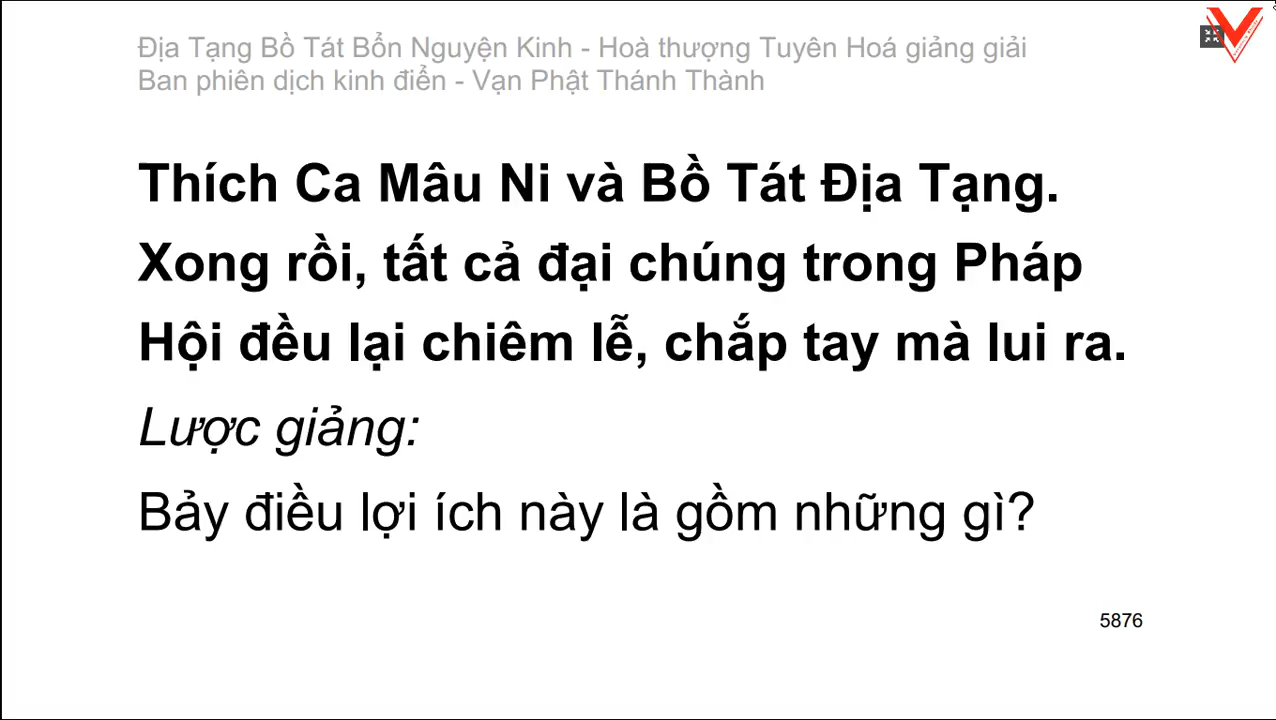 Địa Tạng Bồ Tát Bổn Nguyện Kinh - Hoà thượng Tuyên Hoá giảng giải
Ban phiên dịch kinh điển - Vạn Phật Thánh Thành
Thích Ca Mâu Ni và Bồ Tát Địa Tạng.
Xong rồi, tất cả đại chúng trong Pháp
Hội đều lại chiêm lễ, chắp tay mà lui ra.
Lược giảng:
Bảy điều lợi ích này là gồm những gì?
5876